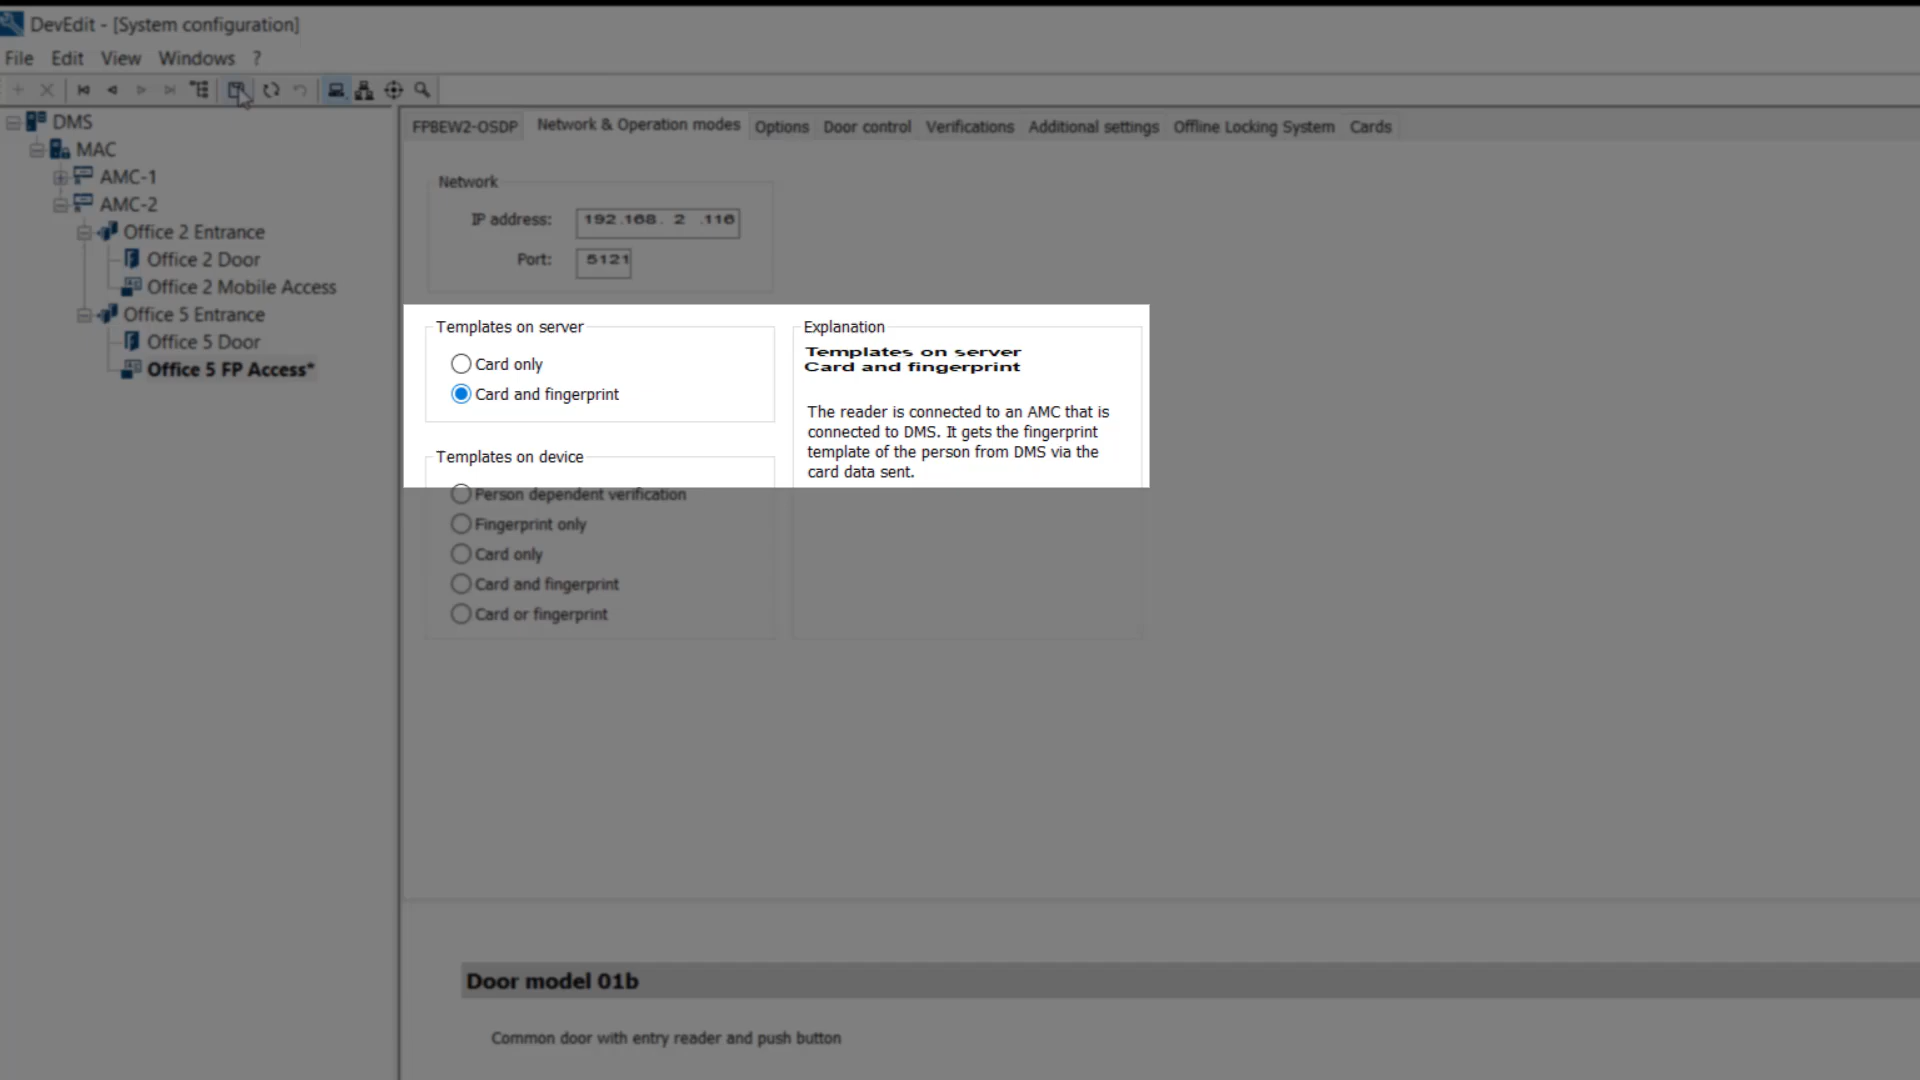 DevEdit - [System configuration]
File Edit View Windows ?
DMS
MAC
AMC-1
AMC-2
Office 2 Entrance
Office 2 Door
Office 2 Mobile Access
Office 5 Entrance
Office 5 Door
Office 5 FP Access*
FPBEW2-OSDP Network & Operation modes Options Door control Verifications Additional settings Offline Locking System Cards
Network
IP address: 192.168. 2 .116
Port: 5121
Templates on server
Card only
Card and fingerprint
Templates on device
Person dependent verification
Fingerprint only
Card only
Card and fingerprint
Card or fingerprint
Explanation
Templates on server
Card and fingerprint
The reader is connected to an AMC that is
connected to DMS. It gets the fingerprint
template of the person from DMS via the
card data sent.
Door model 01b
Common door with entry reader and push button